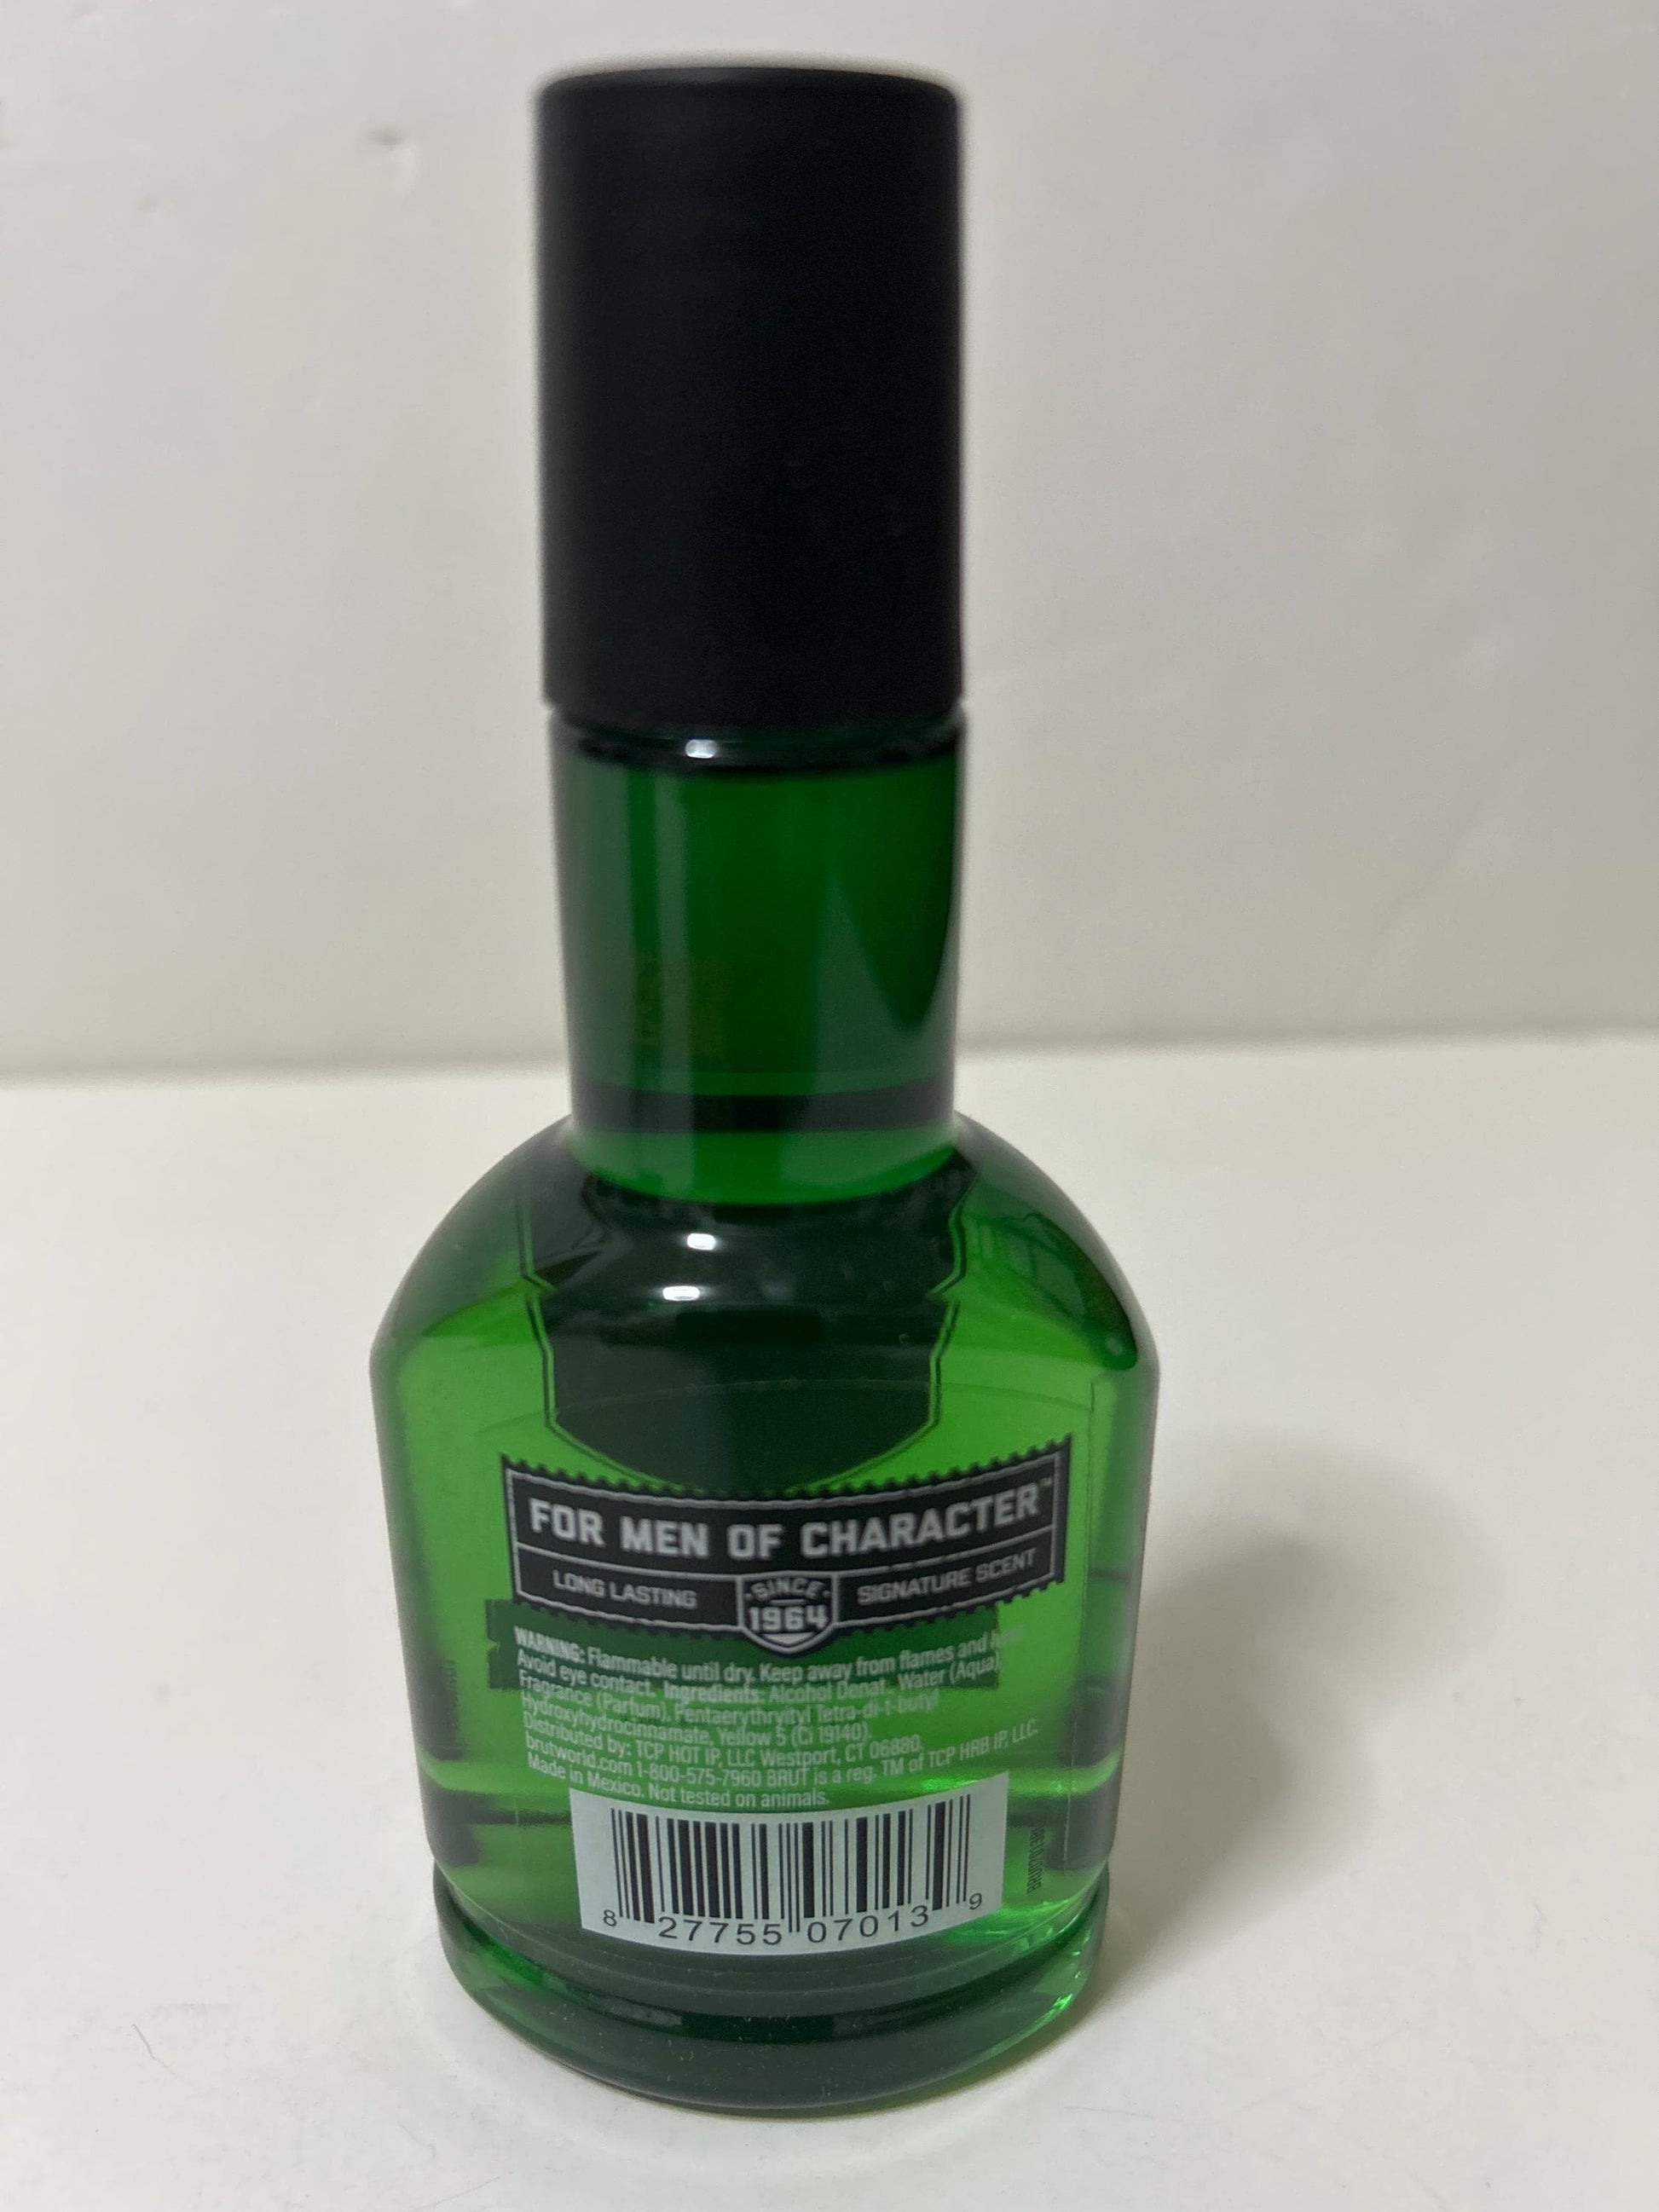 FOR MEN OF CHARACTER™
LONG LASTING
SINCE
1964
SIGNATURE SCENT
WARNING: Flammable until dry. Keep away from flames and
Avoid eye contact. Ingredients: Alcohol Denat., Water (Aqua),
Fragrance (Parfum), Pentaerythrityl Tetra-di-t-butyl
Hydroxyhydrocinnamate, Yellow 5 (Ci 19140).
Distributed by: TCP HOT IP, LLC Westport, CT 06880.
brutworld.com 1-800-575-7960 BRUT is a reg. TM of TCP HRB IP, LLC.
Made in Mexico. Not tested on animals.
8 27755 07013 9